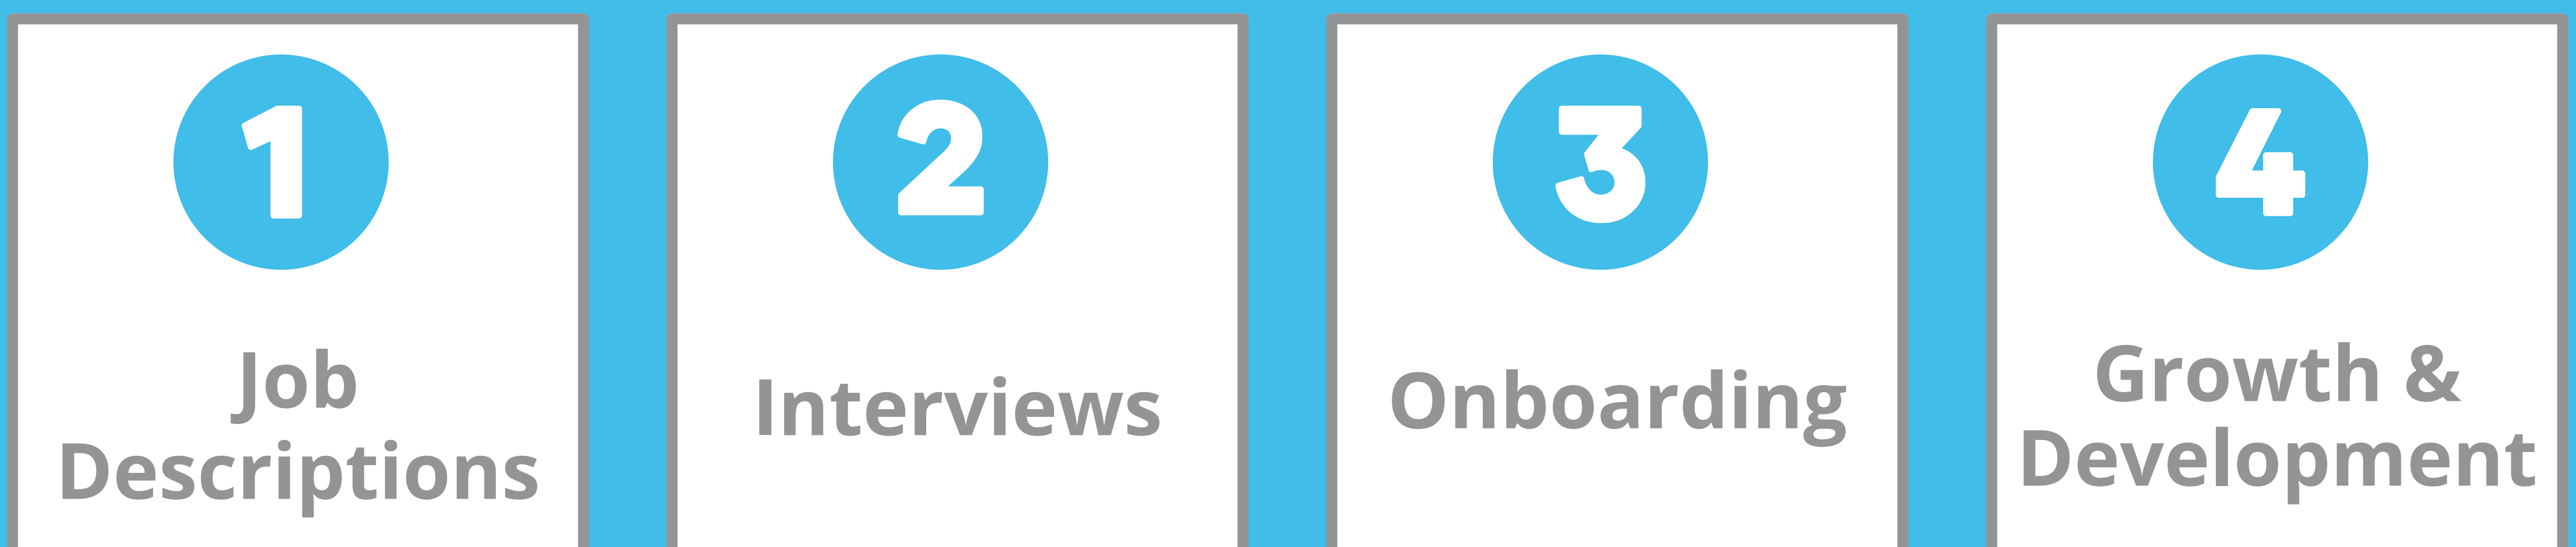 1
Job
Descriptions
2
Interviews
3
Onboarding
4
Growth &
Development